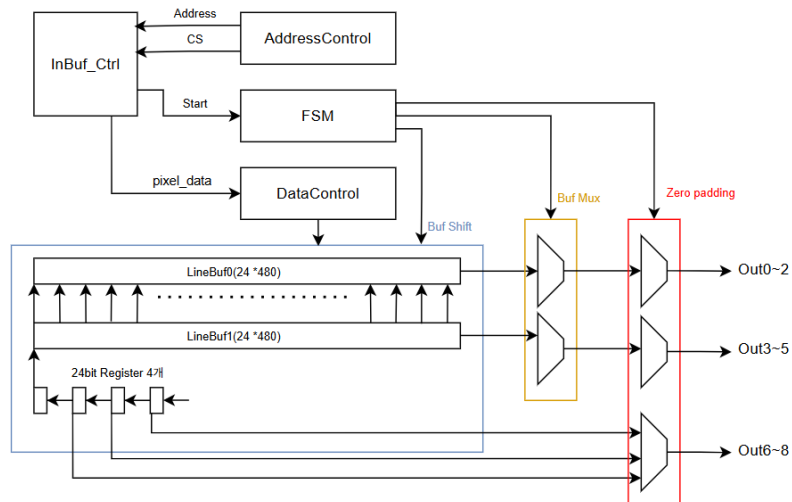 Address
AddressControl
CS
InBuf_Ctrl
Start
FSM
pixel_data
DataControl
Buf Mux
Zero padding
Buf Shift
LineBuf0(24 *480)
Out0~2
LineBuf1(24 *480)
Out3~5
24bit Register 4개
Out6~8